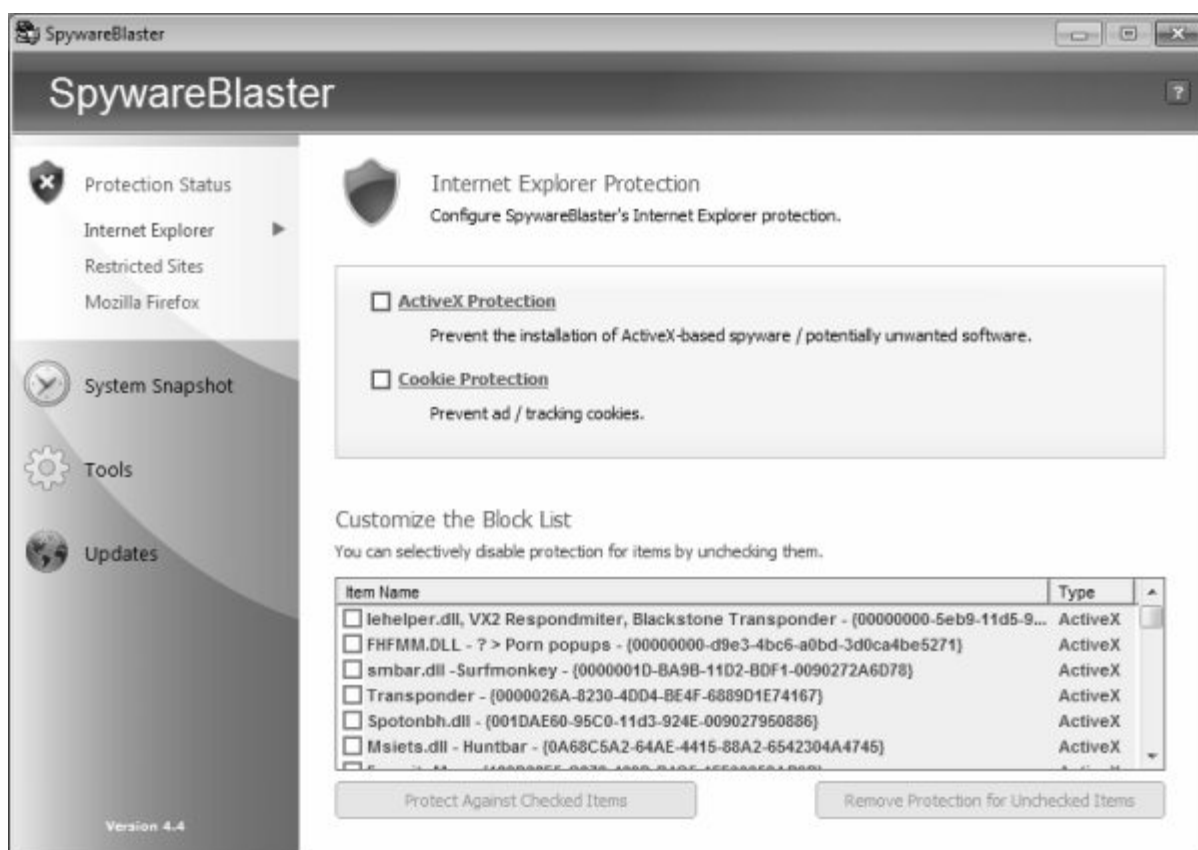 SpywareBlaster
SpywareBlaster
?
Protection Status
Internet Explorer
Restricted Sites
Mozilla Firefox
System Snapshot
Tools
Updates
Version 4.4
Internet Explorer Protection
Configure SpywareBlaster's Internet Explorer protection.
ActiveX Protection
Prevent the installation of ActiveX-based spyware / potentially unwanted software.
Cookie Protection
Prevent ad / tracking cookies.
Customize the Block List
You can selectively disable protection for items by unchecking them.
Item Name Type
Iehelper.dll, VX2 Respondmiter, Blackstone Transponder - {00000000-5eb9-11d5-9... ActiveX
FHFMM.DLL - ? > Porn popups - {00000000-d9e3-4bc6-a0bd-3d0ca4be5271} ActiveX
smbar.dll -Surfmonkey - {0000001D-BA9B-11D2-BDF1-0090272A6D78} ActiveX
Transponder - {0000026A-8230-4DD4-BE4F-6889D1E74167} ActiveX
Spotonbh.dll - {001DAE60-95C0-11d3-924E-009027950886} ActiveX
Msiets.dll - Huntbar - {0A68C5A2-64AE-4415-88A2-6542304A4745} ActiveX
Protect Against Checked Items
Remove Protection for Unchecked Items